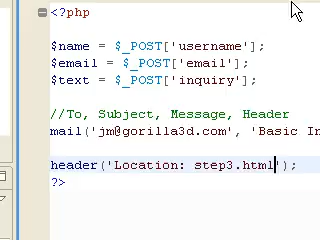 <?php
$name = $_POST['username'];
$email = $_POST['email'];
$text = $_POST['inquiry'];
//To, Subject, Message, Header
mail('jm@gorilla3d.com', 'Basic In
header('Location: step3.html');
?>